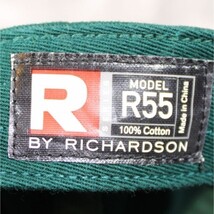 R
MODEL
R55
100% Cotton
Made in China
BY RICHARDSON